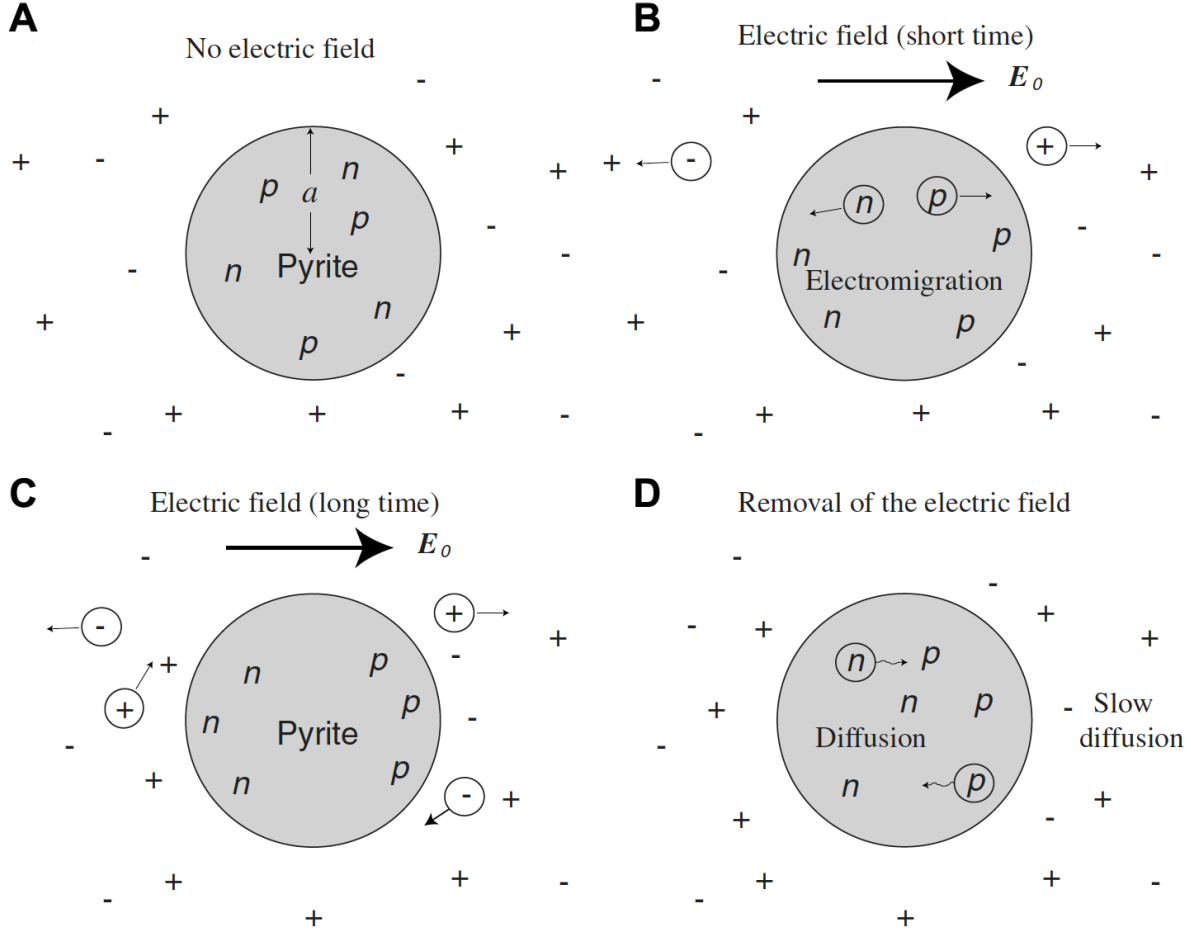 A
No electric field
- + + - + + n p a p - - - n Pyrite + n + p - + + + - -
B
Electric field (short time)
E0
- + + - + + n p - p n - - Electromigration + n p + - + + + - -
C
Electric field (long time)
E0
- - + + + - p n + p n - Pyrite - n p + - + + + - -
D
Removal of the electric field
- - - + + + n p n p + - Slow
- Diffusion diffusion
n p + + - + + - - +